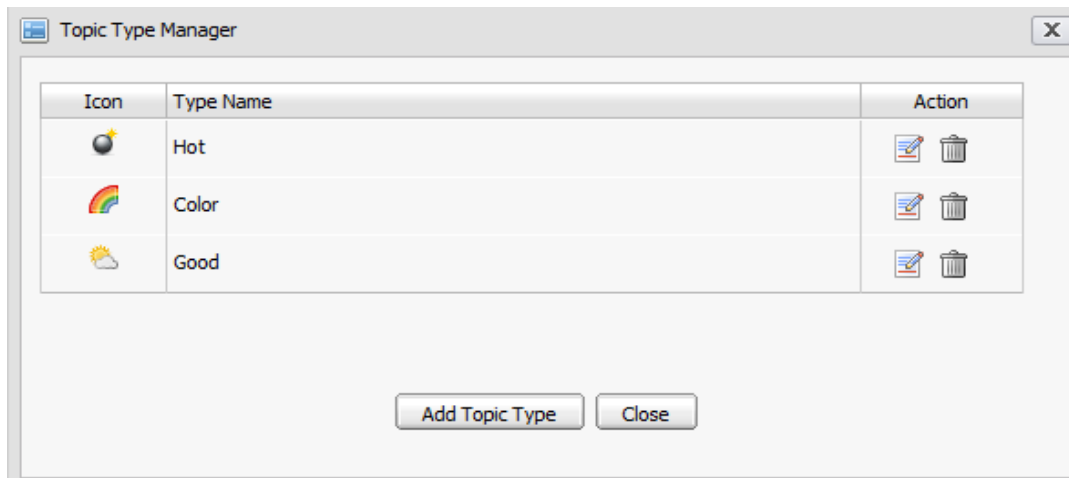 Topic Type Manager
Icon Type Name Action
Hot
Color
Good
Add Topic Type Close